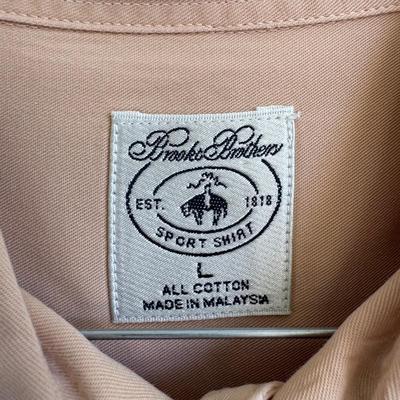 Brooks Brothers
EST. 1818
SPORT SHIRT
L
ALL COTTON
MADE IN MALAYSIA